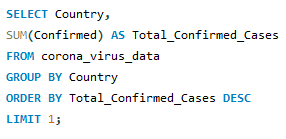 SELECT Country,
SUM(Confirmed) AS Total_Confirmed_Cases
FROM corona_virus_data
GROUP BY Country
ORDER BY Total_Confirmed_Cases DESC
LIMIT 1;